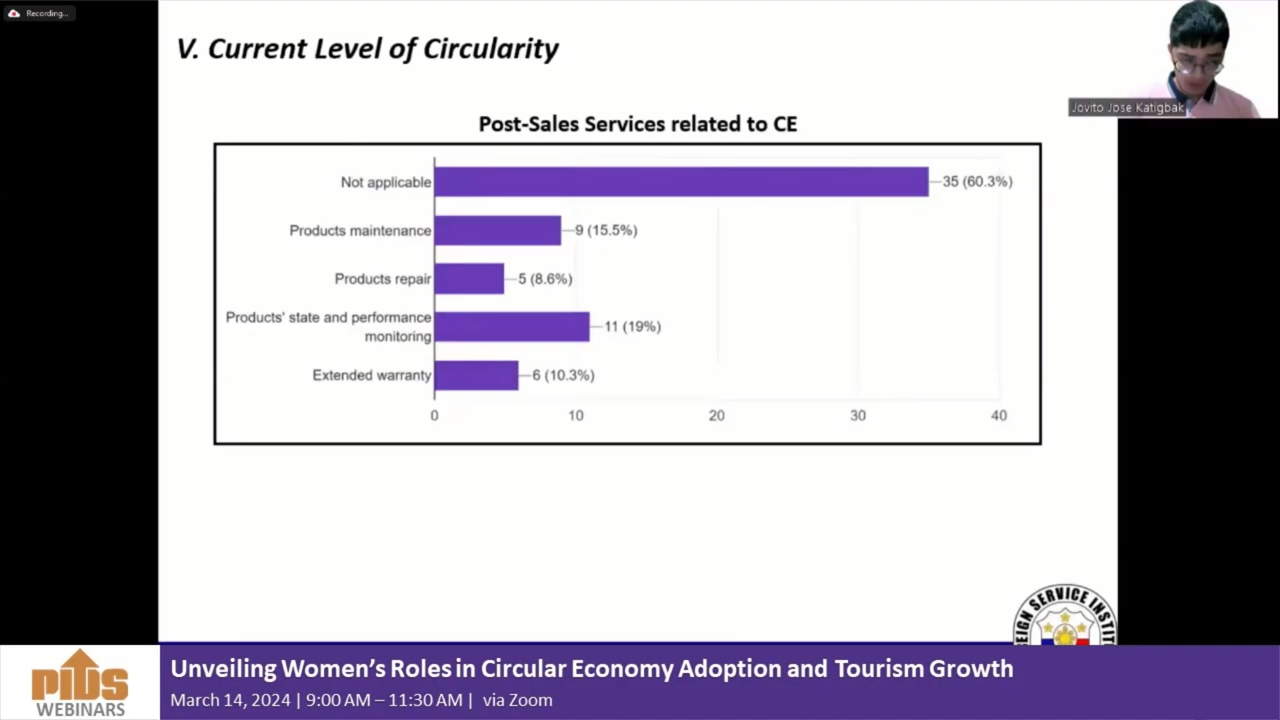 Recording...
V. Current Level of Circularity
Jovito Jose Katigbak
Post-Sales Services related to CE
Not applicable 35 (60.3%)
Products maintenance 9 (15.5%)
Products repair 5 (8.6%)
Products' state and performance
monitoring 11 (19%)
Extended warranty 6 (10.3%)
0 10 20 30 40
EIGN SERVICE INSTI
PIDS
WEBINARS
Unveiling Women's Roles in Circular Economy Adoption and Tourism Growth
March 14, 2024 | 9:00 AM – 11:30 AM | via Zoom